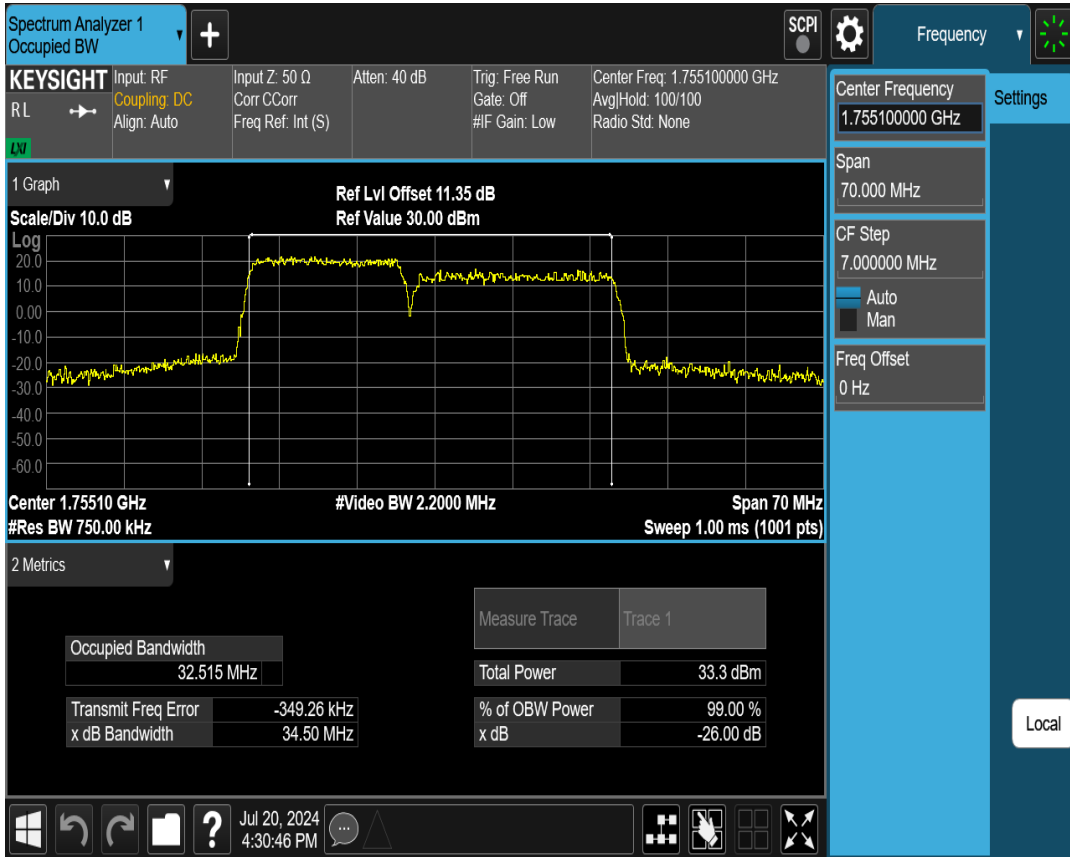 Spectrum Analyzer 1
Occupied BW
+
SCPI
Frequency
KEYSIGHT
RL
LXI
Input: RF
Coupling: DC
Align: Auto
Input Z: 50 Ω
Corr CCorr
Freq Ref: Int (S)
Atten: 40 dB
Trig: Free Run
Gate: Off
#IF Gain: Low
Center Freq: 1.755100000 GHz
Avg|Hold: 100/100
Radio Std: None
Center Frequency
1.755100000 GHz
Settings
Span
70.000 MHz
CF Step
7.000000 MHz
Auto
Man
Freq Offset
0 Hz
Local
1 Graph
Ref Lvl Offset 11.35 dB
Scale/Div 10.0 dB
Ref Value 30.00 dBm
Log
20.0
10.0
0.00
-10.0
-20.0
-30.0
-40.0
-50.0
-60.0
Center 1.75510 GHz
#Video BW 2.2000 MHz
Span 70 MHz
#Res BW 750.00 kHz
Sweep 1.00 ms (1001 pts)
2 Metrics
Measure Trace
Trace 1
Occupied Bandwidth
32.515 MHz
Total Power
33.3 dBm
Transmit Freq Error
-349.26 kHz
% of OBW Power
99.00 %
x dB Bandwidth
34.50 MHz
x dB
-26.00 dB
?
Jul 20, 2024
4:30:46 PM